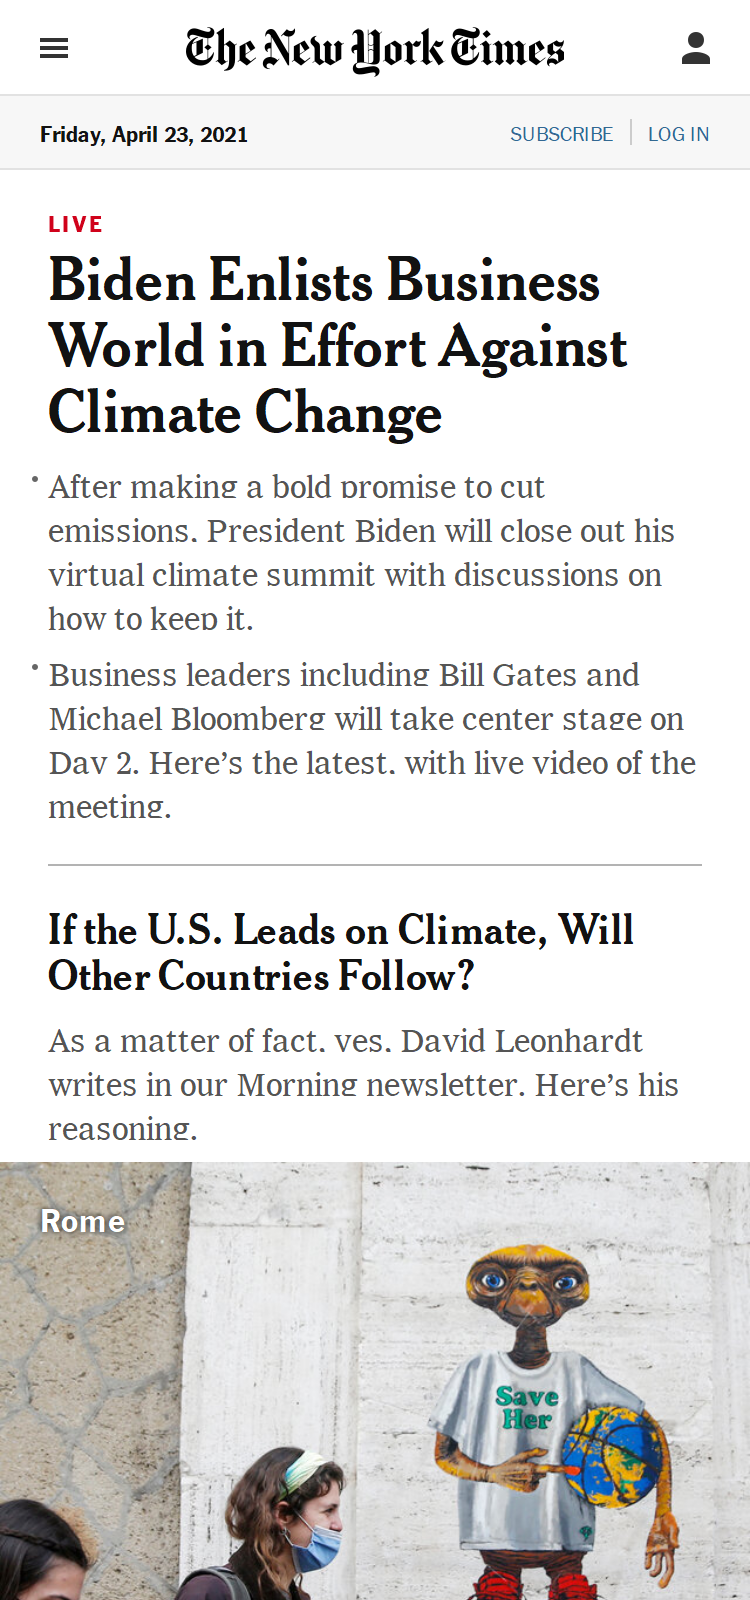 The New York Times
Friday, April 23, 2021
SUBSCRIBE
LOG IN
LIVE
Biden Enlists Business
World in Effort Against
Climate Change
• After making a bold promise to cut
emissions, President Biden will close out his
virtual climate summit with discussions on
how to keep it.
• Business leaders including Bill Gates and
Michael Bloomberg will take center stage on
Day 2. Here’s the latest, with live video of the
meeting.
If the U.S. Leads on Climate, Will
Other Countries Follow?
As a matter of fact, yes, David Leonhardt
writes in our Morning newsletter. Here’s his
reasoning.
Rome
Save
Her